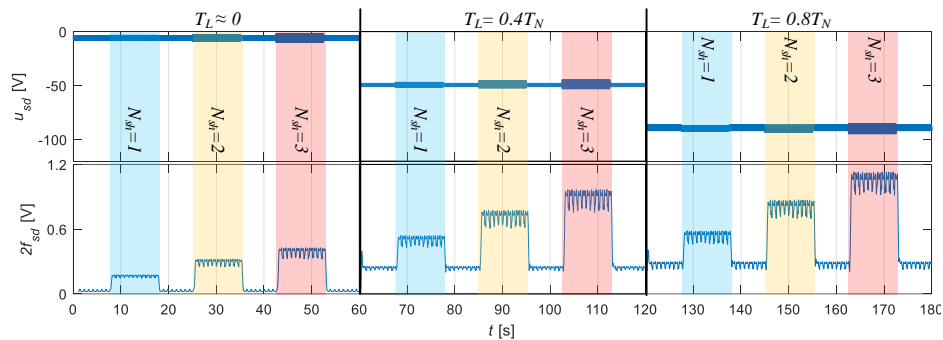 T_L ≈ 0
T_L = 0.4T_N
T_L = 0.8T_N
u_sd [V]
0
-50
-100
N_sh=1
N_sh=2
N_sh=3
N_sh=1
N_sh=2
N_sh=3
N_sh=1
N_sh=2
N_sh=3
2f_sd [V]
1.2
0.6
0
0 10 20 30 40 50 60 70 80 90 100 110 120 130 140 150 160 170 180
t [s]